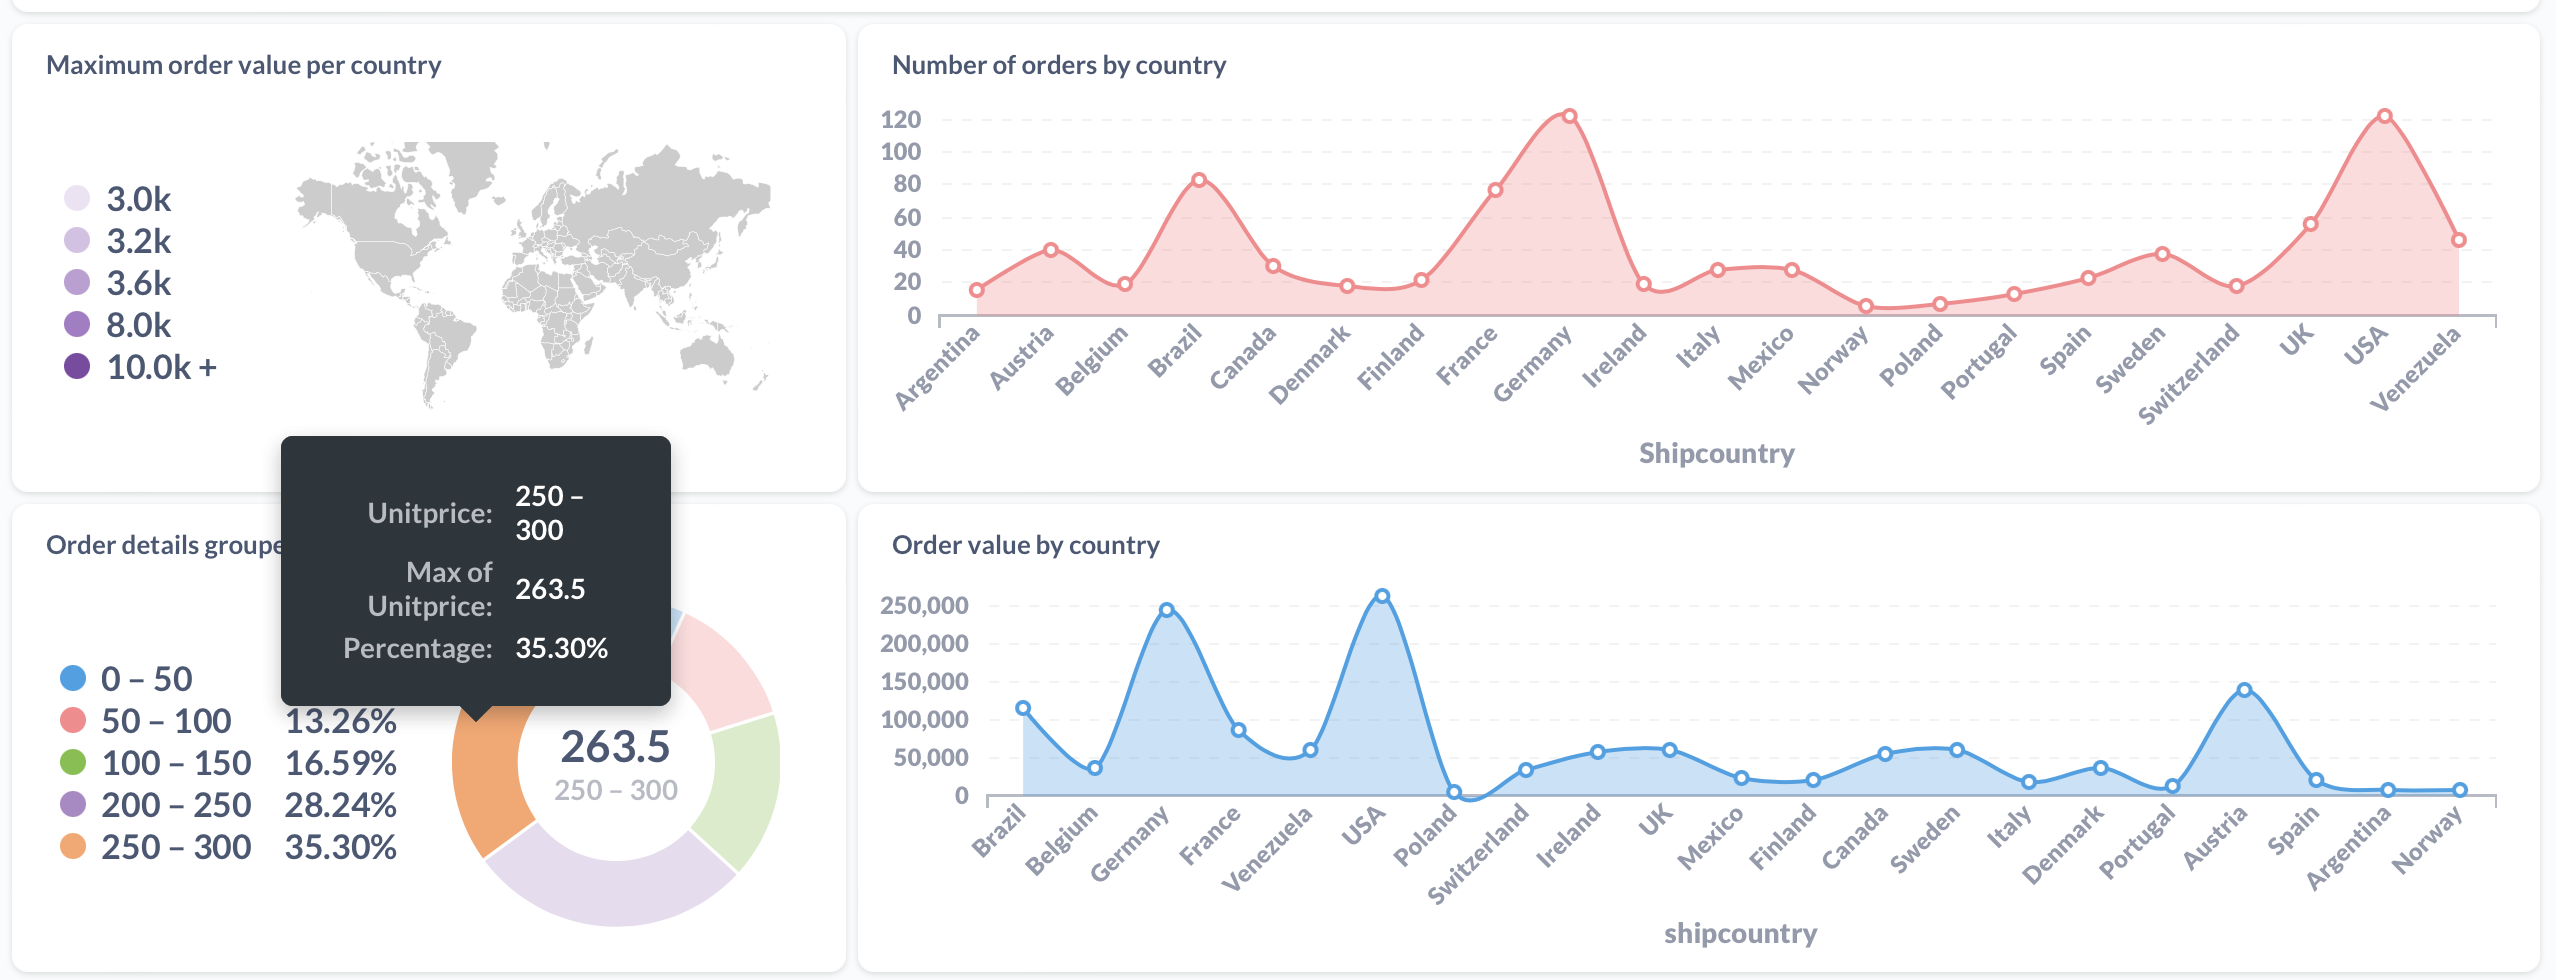 Maximum order value per country
3.0k
3.2k
3.6k
8.0k
10.0k +
Number of orders by country
120
100
80
60
40
20
0
Argentina
Austria
Belgium
Brazil
Canada
Denmark
Finland
France
Germany
Ireland
Italy
Mexico
Norway
Poland
Portugal
Spain
Sweden
Switzerland
UK
USA
Venezuela
Shipcountry
Order details groupe
Unitprice: 250 –
300
Max of
Unitprice: 263.5
Percentage: 35.30%
0 – 50
50 – 100 13.26%
100 – 150 16.59%
200 – 250 28.24%
250 – 300 35.30%
263.5
250 – 300
Order value by country
250,000
200,000
150,000
100,000
50,000
0
Brazil
Belgium
Germany
France
Venezuela
USA
Poland
Switzerland
Ireland
UK
Mexico
Finland
Canada
Sweden
Italy
Denmark
Portugal
Austria
Spain
Argentina
Norway
shipcountry